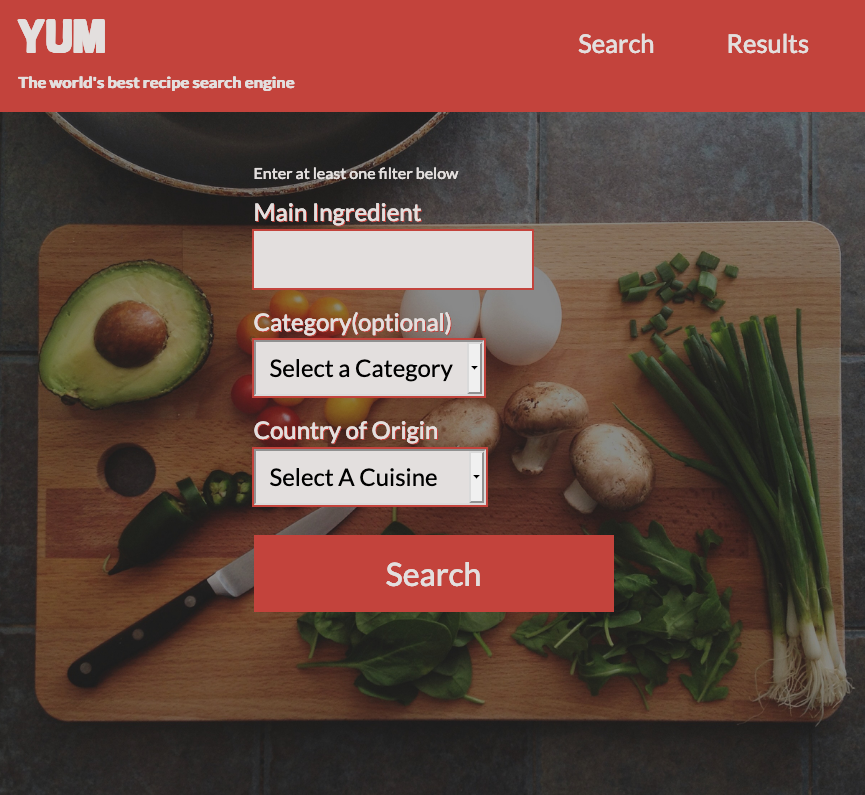 YUM
The world's best recipe search engine
Search
Results
Enter at least one filter below
Main Ingredient
Category(optional)
Select a Category
Country of Origin
Select A Cuisine
Search